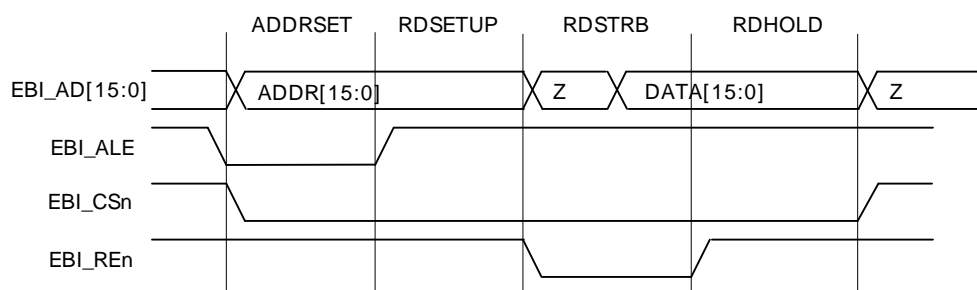 ADDRSET RDSETUP RDSTRB RDHOLD
EBI_AD[15:0] ADDR[15:0] Z DATA[15:0] Z
EBI_ALE
EBI_CSn
EBI_REn